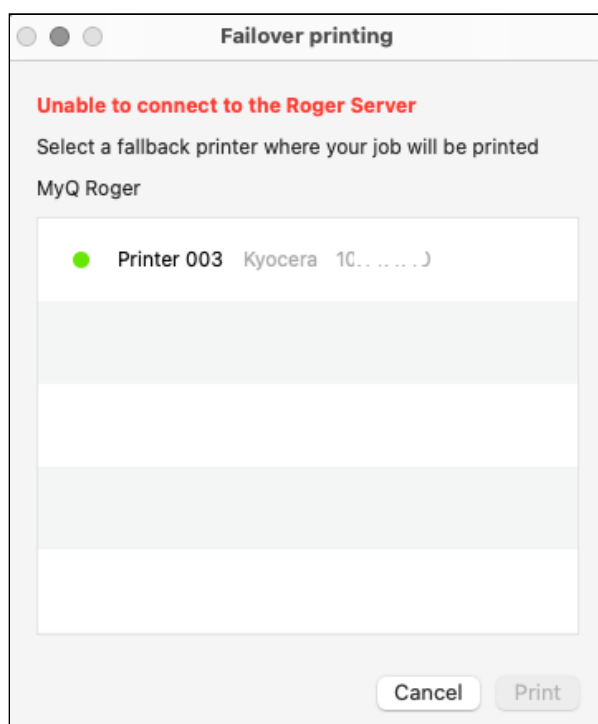 Failover printing
Unable to connect to the Roger Server
Select a fallback printer where your job will be printed
MyQ Roger
Printer 003 Kyocera
Cancel Print